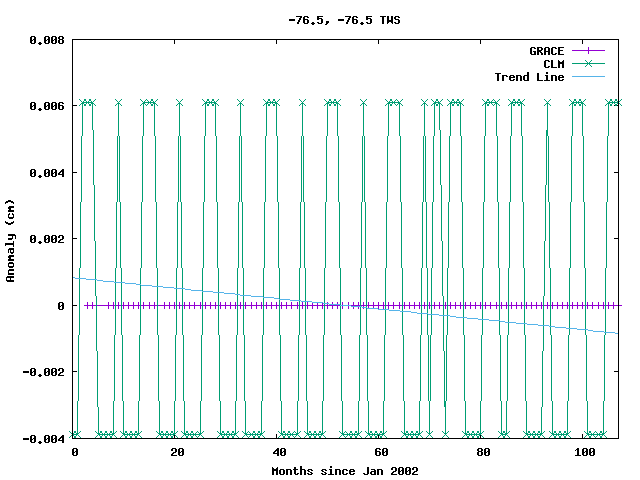 -76.5, -76.5 TWS
GRACE
CLM
Trend Line
0.008
0.006
0.004
0.002
0
-0.002
-0.004
Anomaly (cm)
0 20 40 60 80 100
Months since Jan 2002